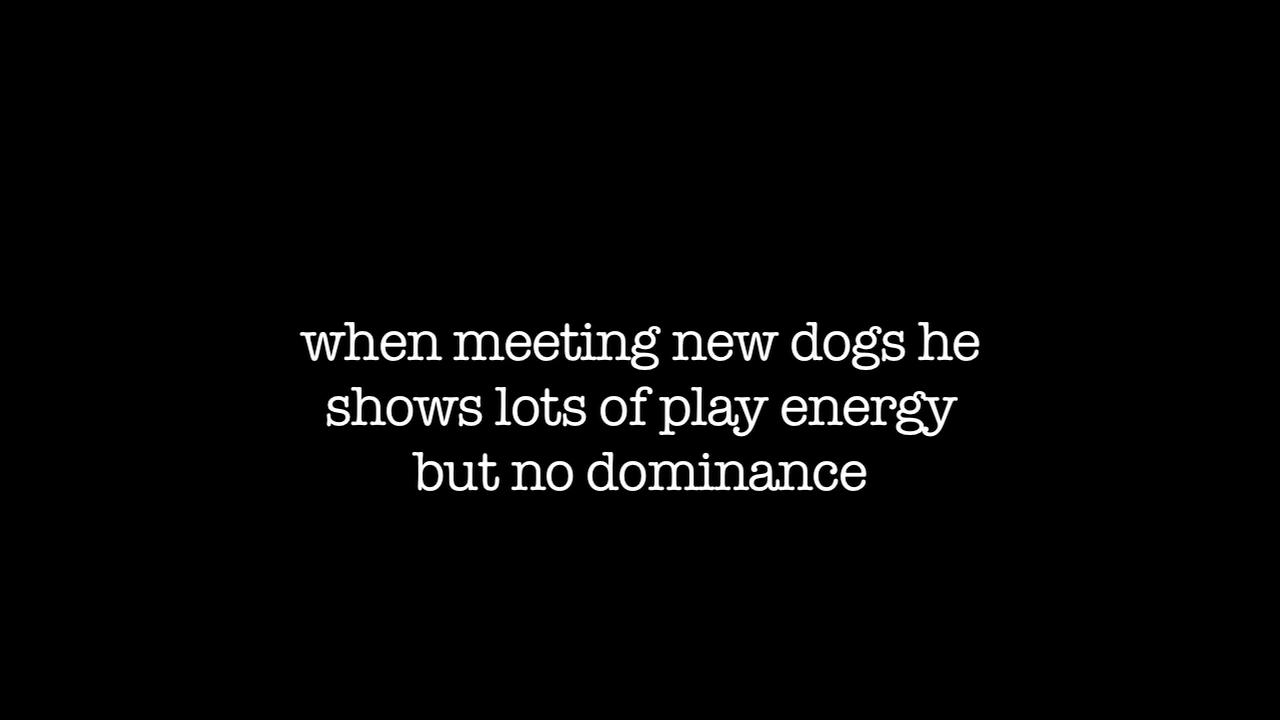 when meeting new dogs he
shows lots of play energy
but no dominance